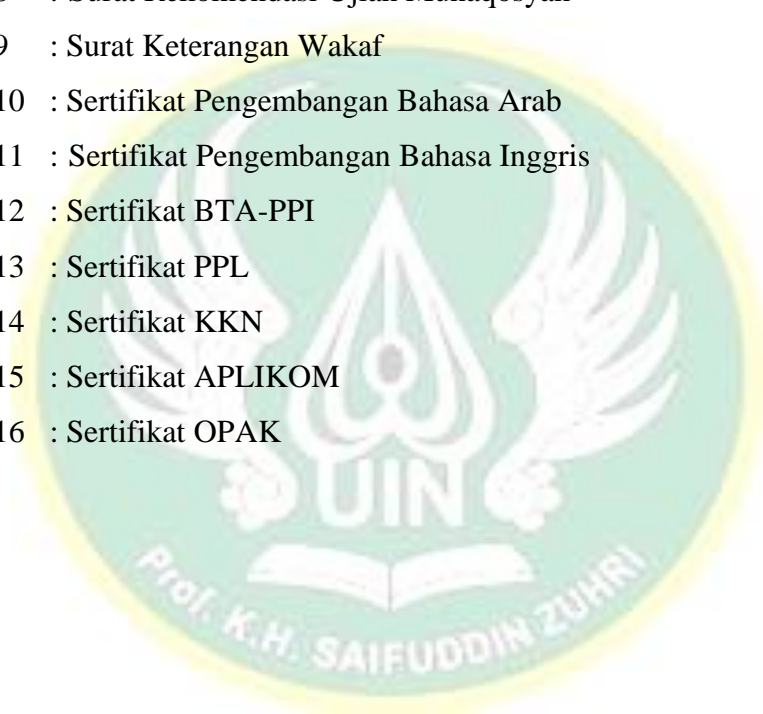 9 : Surat Keterangan Wakaf
10 : Sertifikat Pengembangan Bahasa Arab
11 : Sertifikat Pengembangan Bahasa Inggris
12 : Sertifikat BTA-PPI
13 : Sertifikat PPL
14 : Sertifikat KKN
15 : Sertifikat APLIKOM
16 : Sertifikat OPAK
UIN
Prof. K.H. SAIFUDDIN ZUHRI